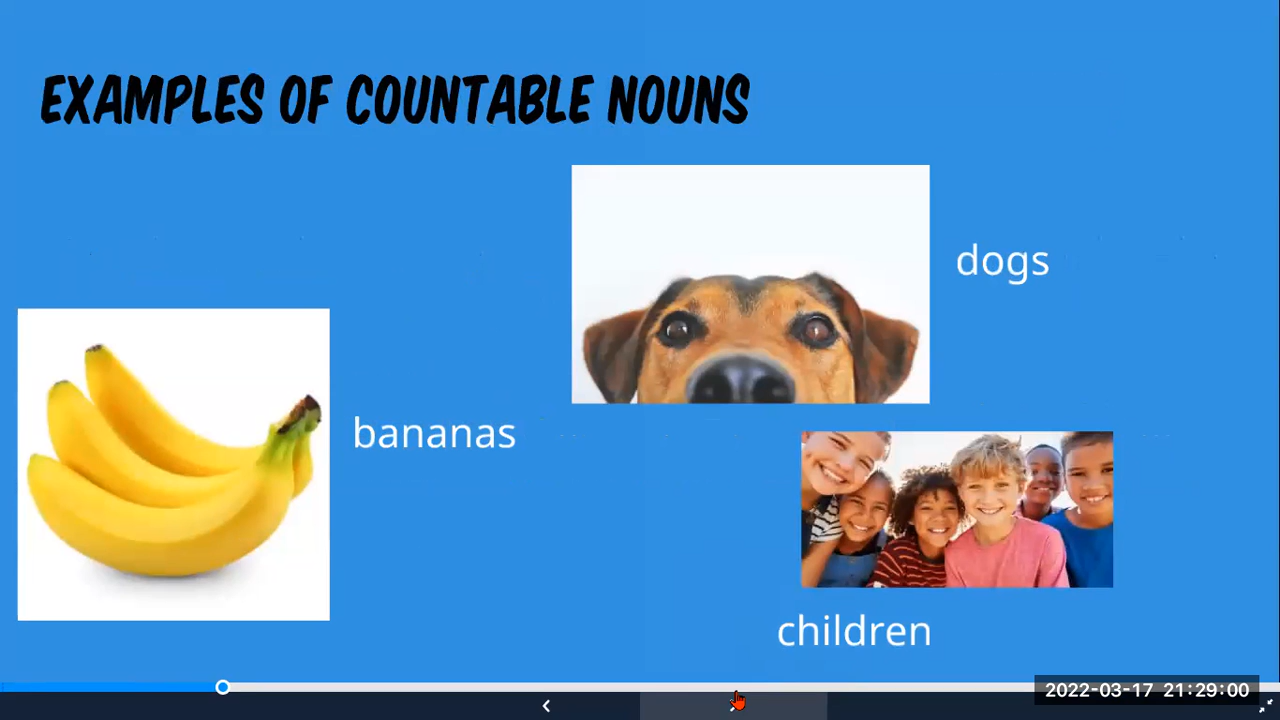 EXAMPLES OF COUNTABLE NOUNS
dogs
bananas
children
2022-03-17 21:29:00